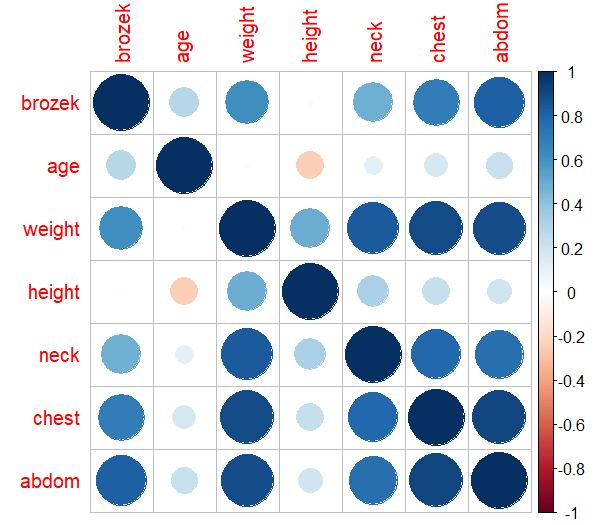 brozek
age
weight
height
neck
chest
abdom
brozek
age
weight
height
neck
chest
abdom
1
0.8
0.6
0.4
0.2
0
-0.2
-0.4
-0.6
-0.8
-1